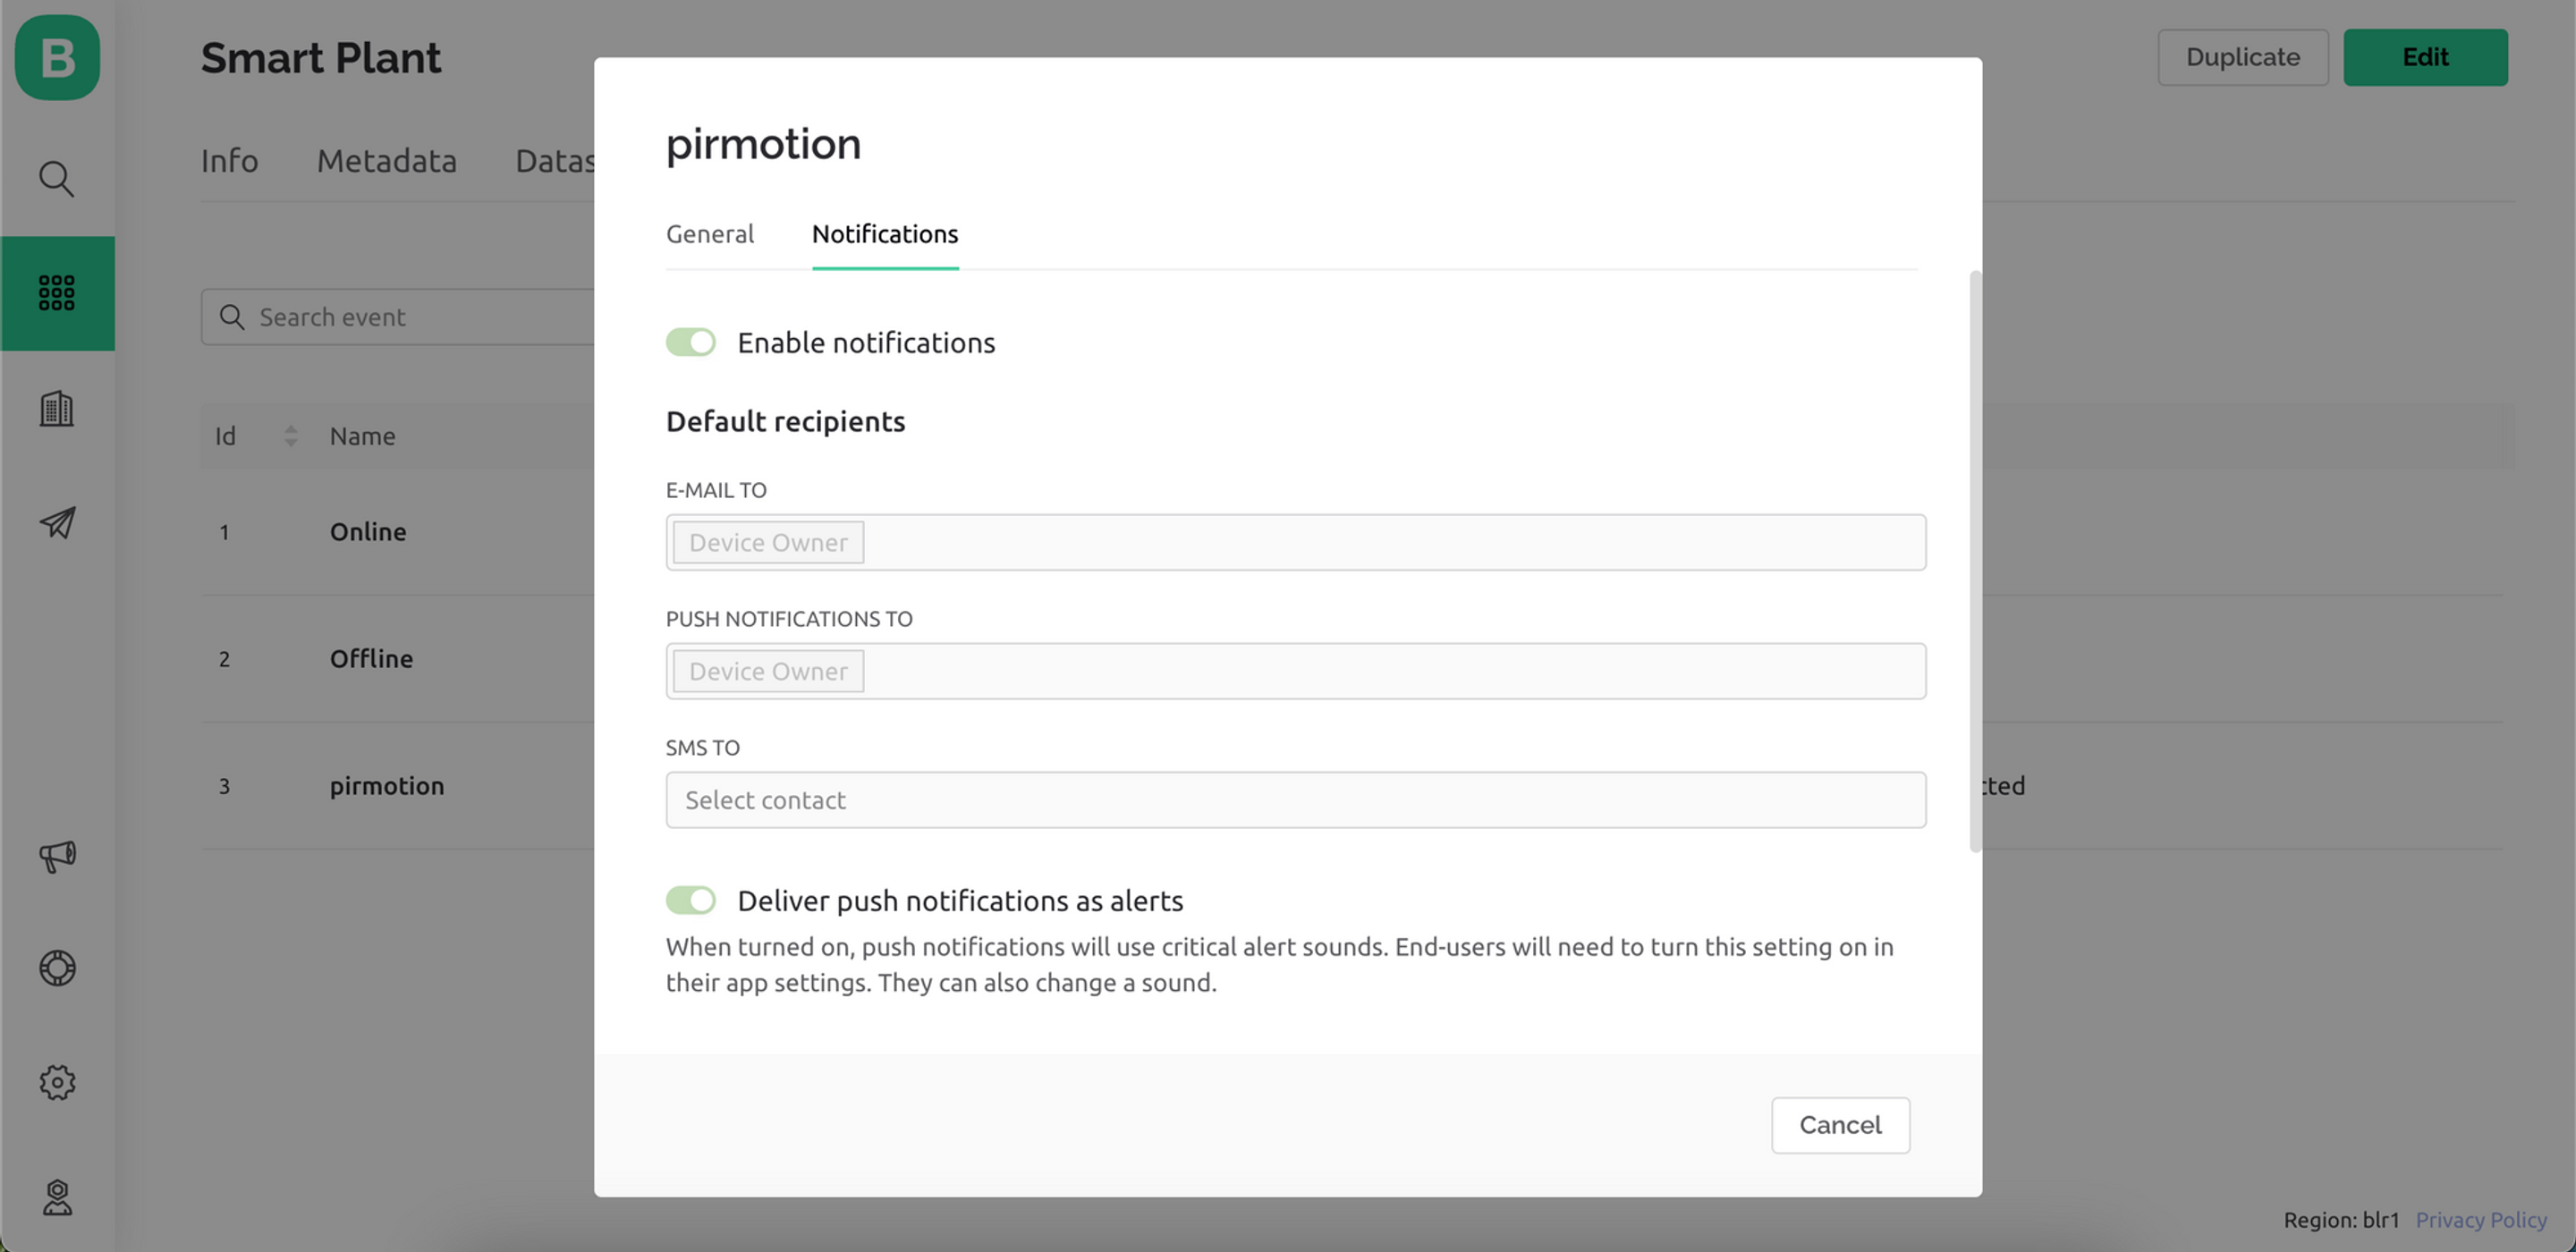 B
Smart Plant
Duplicate
Edit
Info
Metadata
Search event
Id
Name
1
Online
2
Offline
3
pirmotion
pirmotion
General
Notifications
Enable notifications
Default recipients
E-MAIL TO
Device Owner
PUSH NOTIFICATIONS TO
Device Owner
SMS TO
Select contact
Deliver push notifications as alerts
When turned on, push notifications will use critical alert sounds. End-users will need to turn this setting on in
their app settings. They can also change a sound.
Cancel
Region: blr1
Privacy Policy